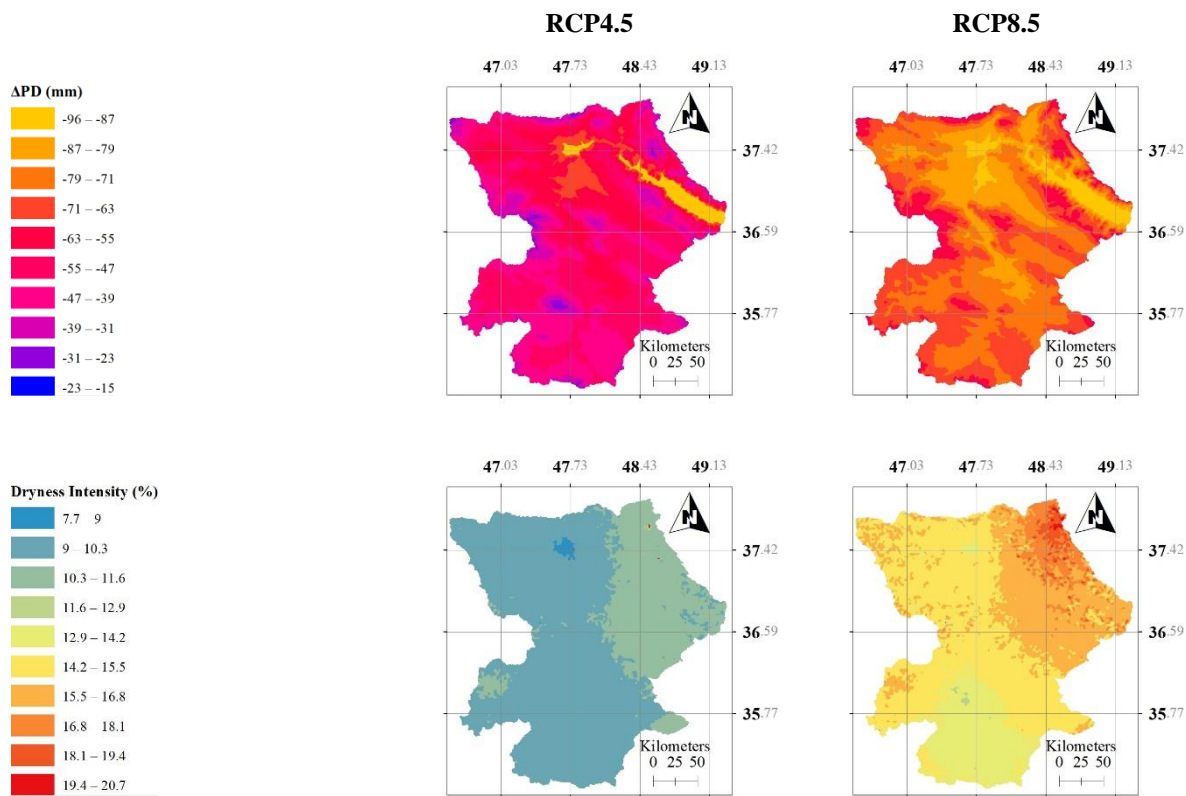 RCP4.5
RCP8.5
47.03 47.73 48.43 49.13
47.03 47.73 48.43 49.13
ΔPD (mm)
-96 – -87
-87 – -79
-79 – -71
-71 – -63
-63 – -55
-55 – -47
-47 – -39
-39 – -31
-31 – -23
-23 – -15
N
37.42
36.59
35.77
Kilometers
0 25 50
N
37.42
36.59
35.77
Kilometers
0 25 50
47.03 47.73 48.43 49.13
47.03 47.73 48.43 49.13
Dryness Intensity (%)
7.7 9
9 – 10.3
10.3 – 11.6
11.6 – 12.9
12.9 – 14.2
14.2 – 15.5
15.5 – 16.8
16.8 18.1
18.1 – 19.4
19.4 – 20.7
N
37.42
36.59
35.77
Kilometers
0 25 50
N
37.42
36.59
35.77
Kilometers
0 25 50